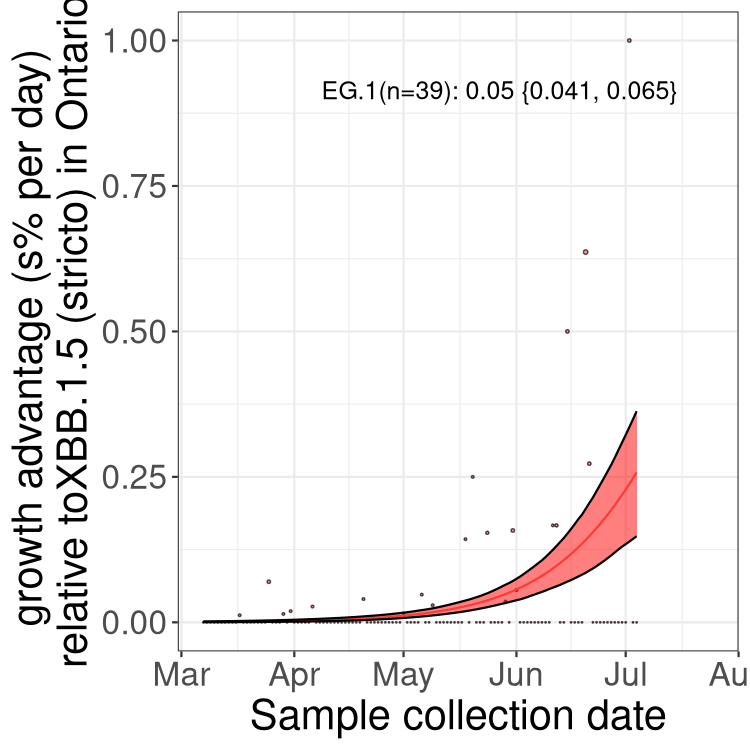 growth advantage (s% per day)
relative toXBB.1.5 (stricto) in Ontario
1.00
0.75
0.50
0.25
0.00
EG.1(n=39): 0.05 {0.041, 0.065}
Mar Apr May Jun Jul Au
Sample collection date